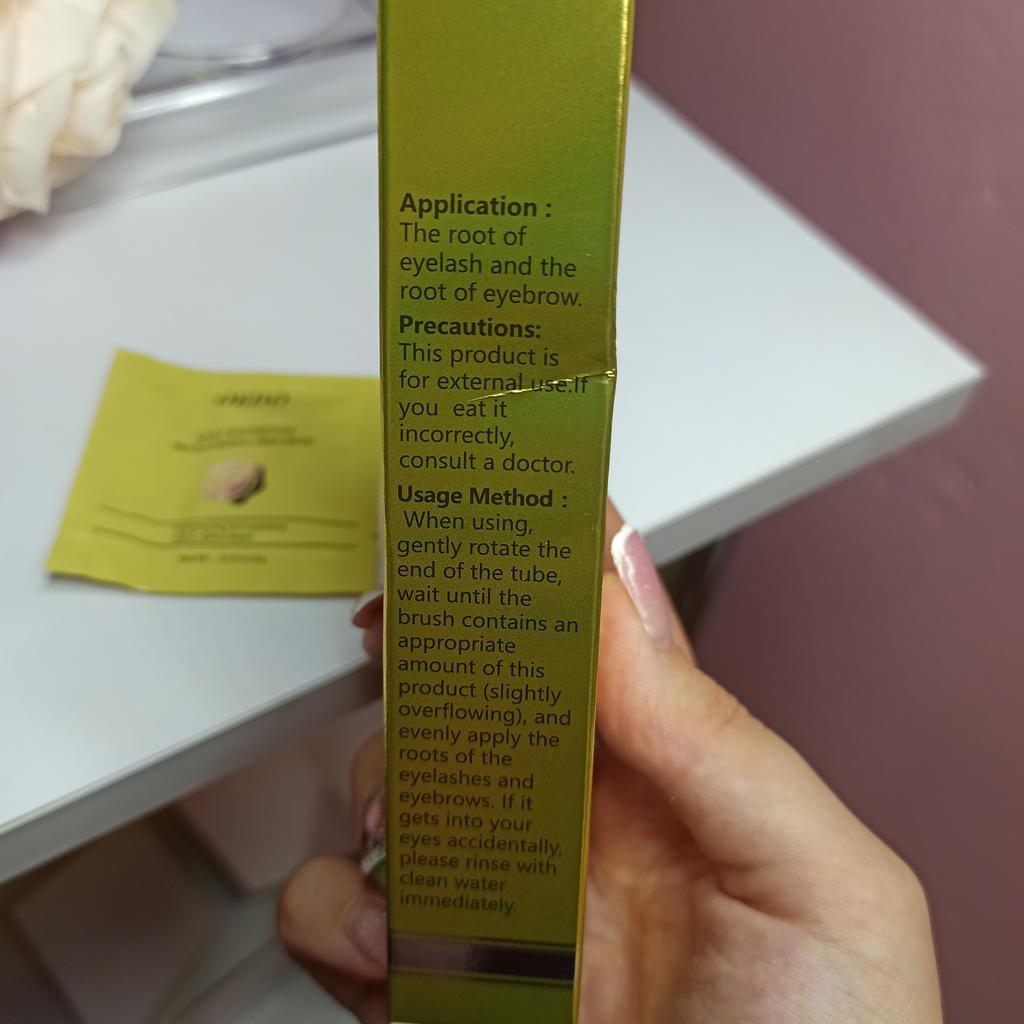 Application :
The root of
eyelash and the
root of eyebrow.
Precautions:
This product is
for external use.If
you  eat it
incorrectly,
consult a doctor.
Usage Method :
When using,
gently rotate the
end of the tube,
wait until the
brush contains an
appropriate
amount of this
product (slightly
overflowing), and
evenly apply the
roots of the
eyelashes and
eyebrows. If it
gets into your
eyes accidentally,
please rinse with
clean water
immediately.